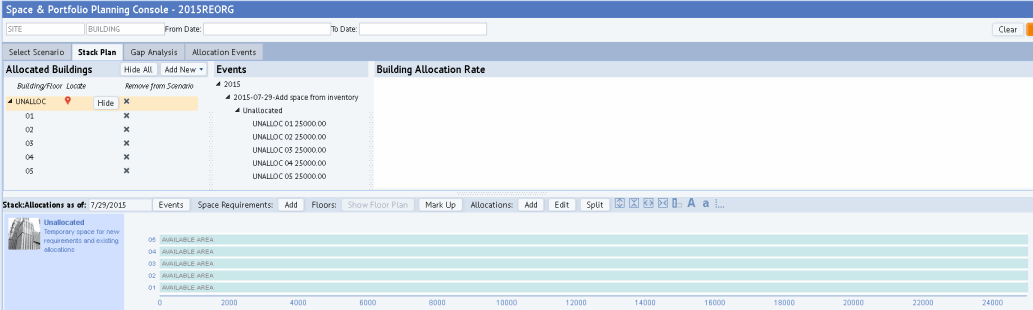 Space & Portfolio Planning Console - 2015REORG
SITE BUILDING From Date: To Date: Clear
Select Scenario Stack Plan Gap Analysis Allocation Events
Allocated Buildings Hide All Add New Events Building Allocation Rate
Building/Floor Locate Remove from Scenario
UNALLOC Hide
01
02
03
04
05
2015
2015-07-29-Add space from inventory
Unallocated
UNALLOC 01 25000.00
UNALLOC 02 25000.00
UNALLOC 03 25000.00
UNALLOC 04 25000.00
UNALLOC 05 25000.00
Stack:Allocations as of: 7/29/2015 Events Space Requirements: Add Floors: Show Floor Plan Mark Up Allocations: Add Edit Split A a
Unallocated
Temporary space for new
requirements and existing
allocations
05 AVAILABLE AREA
04 AVAILABLE AREA
03 AVAILABLE AREA
02 AVAILABLE AREA
01 AVAILABLE AREA
0 2000 4000 6000 8000 10000 12000 14000 16000 18000 20000 22000 24000